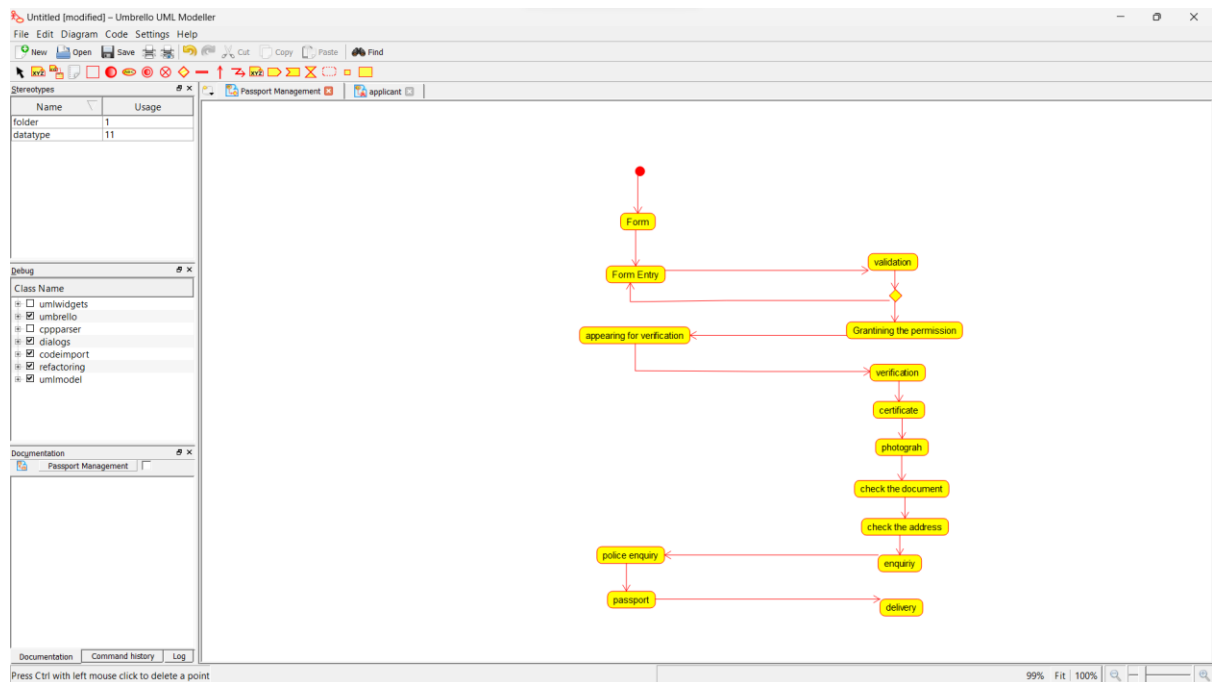 Untitled [modified] – Umbrello UML Modeller
File Edit Diagram Code Settings Help
New Open Save Cut Copy Paste Find
XYZ XYZ
Stereotypes
Passport Management applicant
Name Usage
folder 1
datatype 11
Debug
Class Name
umlwidgets
umbrello
cppparser
dialogs
codeimport
refactoring
umlmodel
Documentation
Passport Management
Documentation Command history Log
Press Ctrl with left mouse click to delete a point
99% Fit 100%
Form
Form Entry
validation
Grantining the permission
appearing for verification
verification
certificate
photograh
check the document
check the address
enquiriy
police enquiry
passport
delivery